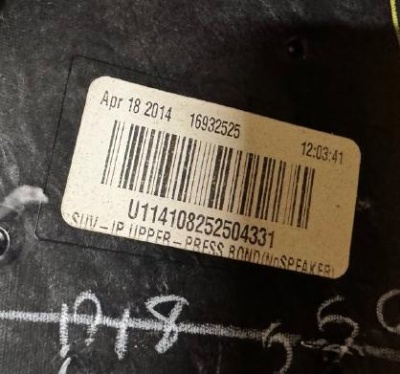 Apr 18 2014 16932525 12:03:41
U114108252504331
SUV-IP UPPER-PRESS BOND(NoSPEAKER)